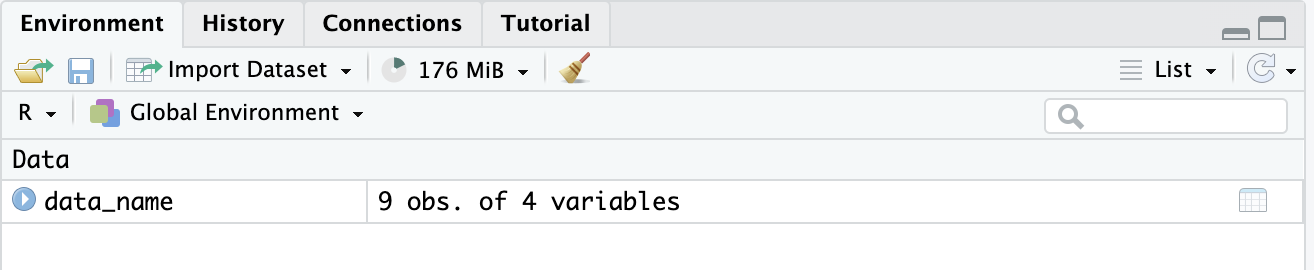 Environment History Connections Tutorial
Import Dataset 176 MiB List
R Global Environment
Data
data_name 9 obs. of 4 variables